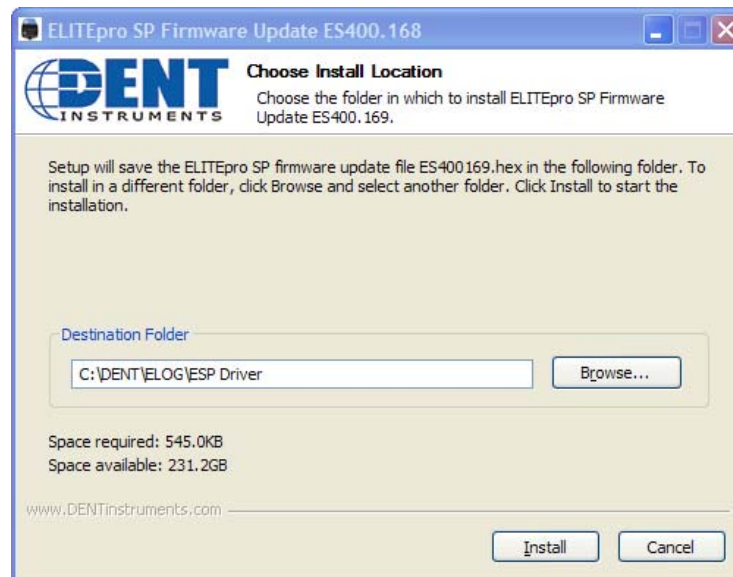 ELITEpro SP Firmware Update ES400.168
DENT
INSTRUMENTS
Choose Install Location
Choose the folder in which to install ELITEpro SP Firmware
Update ES400.169.
Setup will save the ELITEpro SP firmware update file ES400169.hex in the following folder. To
install in a different folder, click Browse and select another folder. Click Install to start the
installation.
Destination Folder
C:\DENT\ELOG\ESP Driver
Browse...
Space required: 545.0KB
Space available: 231.2GB
www.DENTinstruments.com
Install
Cancel